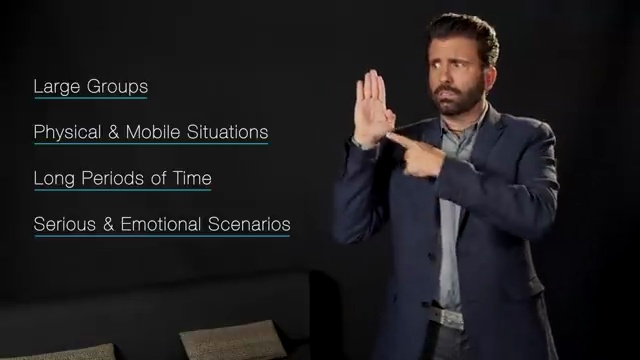 Large Groups
Physical & Mobile Situations
Long Periods of Time
Serious & Emotional Scenarios